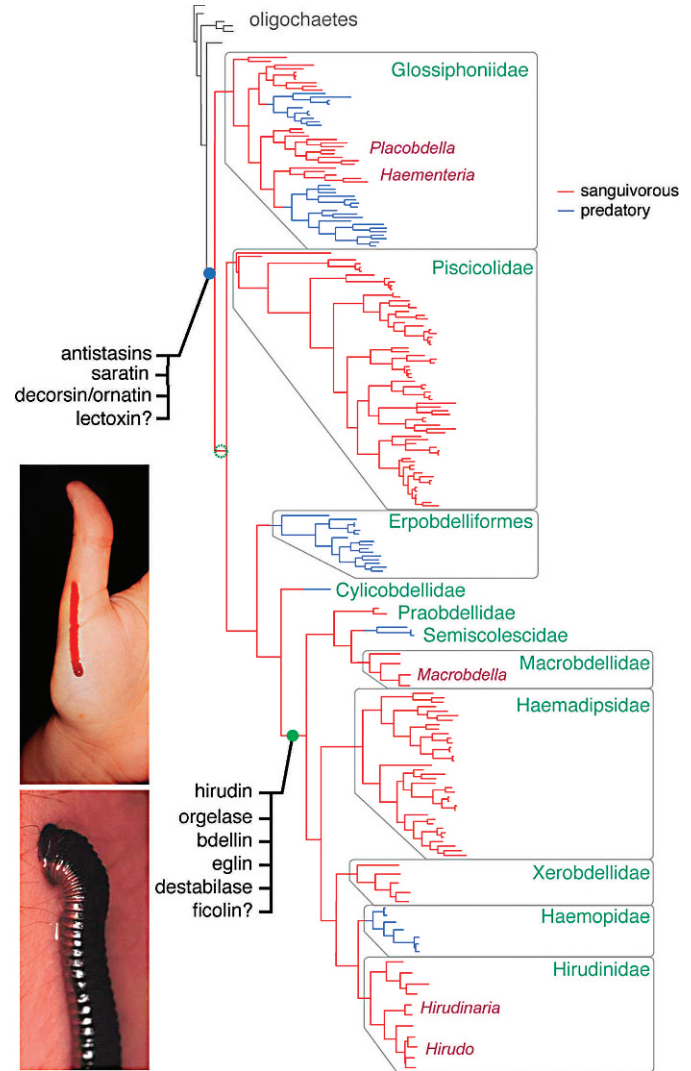 oligochaetes
Glossiphoniidae
Placobdella
Haementeria
sanguivorous
predatory
Piscicolidae
antistasins
saratin
decorsin/ornatin
lectoxin?
Erpobdelliformes
Cylicobdellidae
Praobdellidae
Semiscolescidae
Macrobdellidae
Macrobdella
Haemadipsidae
hirudin
orgelase
bdellin
eglin
destabilase
ficolin?
Xerobdellidae
Haemopidae
Hirudinidae
Hirudinaria
Hirudo